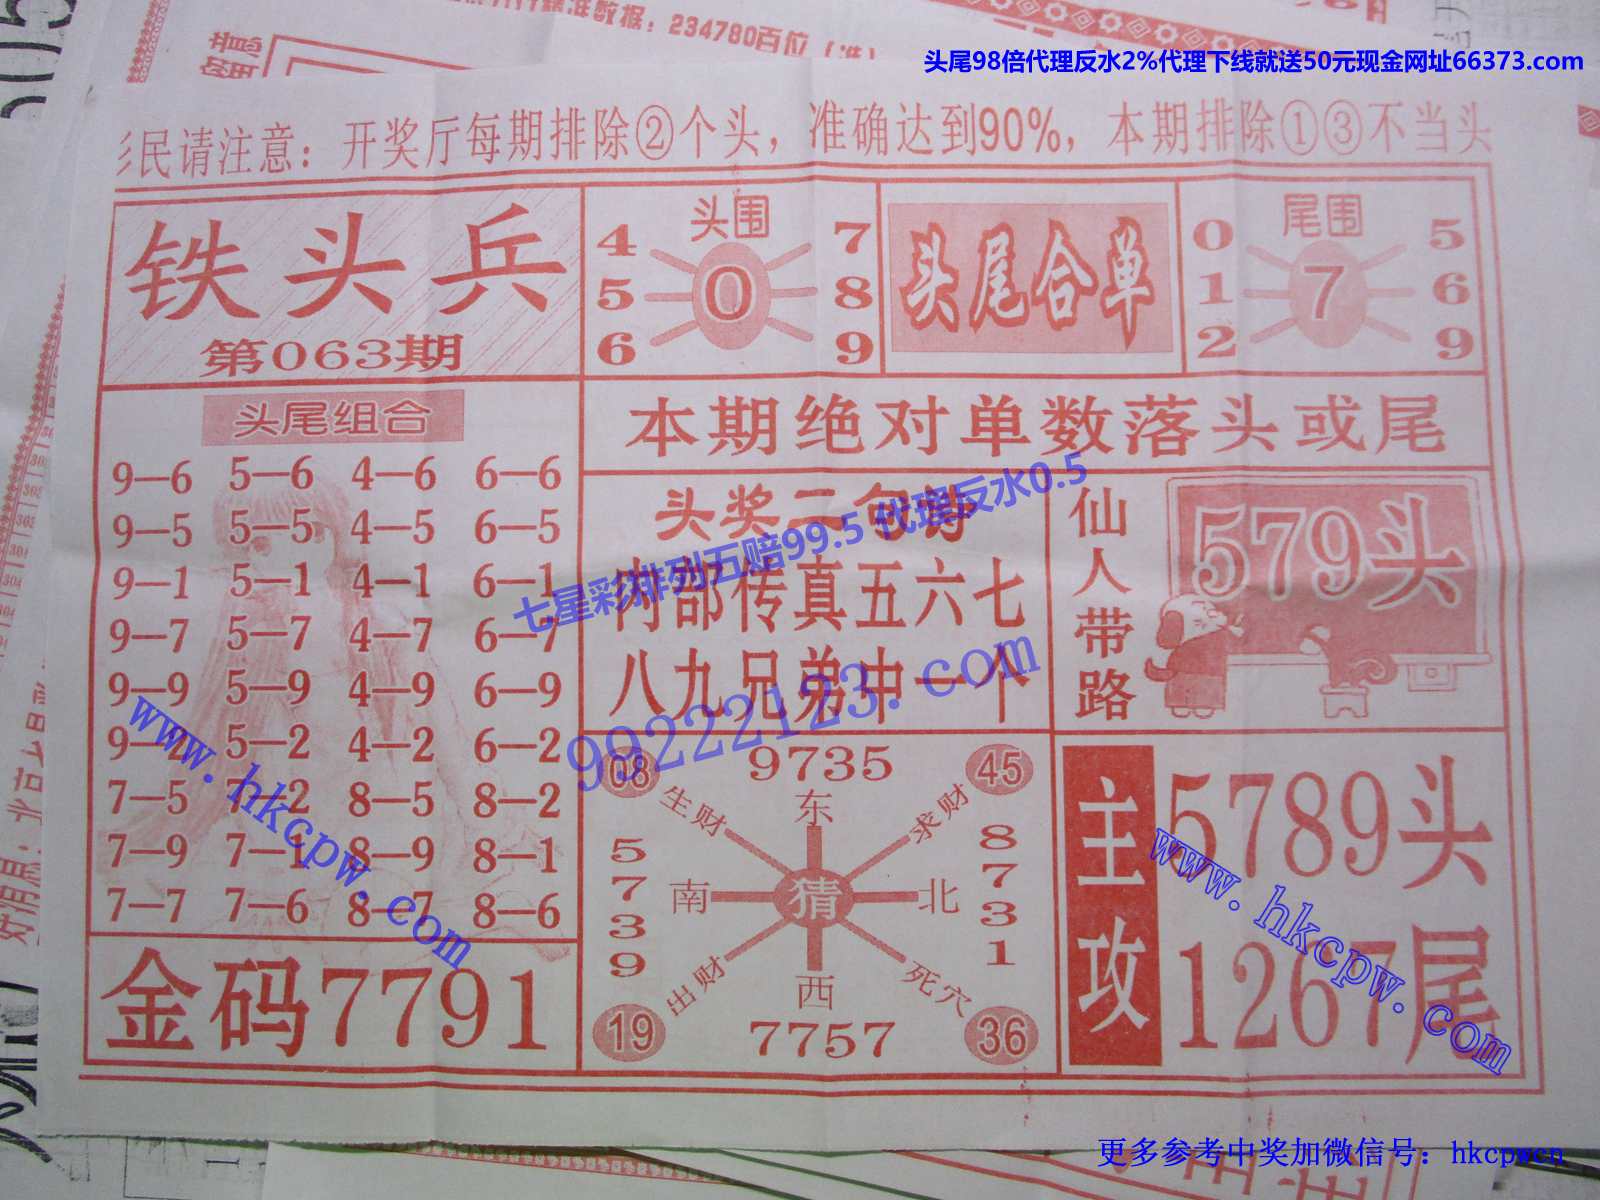 精准数据：234780百位（准）
头尾98倍代理反水2%代理下线就送50元现金网址66373.com
民请注意：开奖厅每期排除②个头，准确达到90%，本期排除①③不当头
铁头兵
第063期
头围
4 7
5 0 8
6 9
头尾合单
尾围
0 5
1 7 6
2 9
头尾组合
9—6 5—6 4—6 6—6
9—5 5—5 4—5 6—5
9—1 5—1 4—1 6—1
9—7 5—7 4—7 6—7
9—9 5—9 4—9 6—9
9—2 5—2 4—2 6—2
7—5 7—2 8—5 8—2
7—9 7—1 8—9 8—1
7—7 7—6 8—7 8—6
金码7791
本期绝对单数落头或尾
头奖二句
内部传真五六七
八九兄弟中一个
七星彩排列五赔99.5 代理反水0.5
99222123.com
仙人带路
579头
08 9735 45
生财 东 求财
5739 南 猜 北 8731
出财 西 死穴
19 7757 36
主攻
5789头
1267尾
www.hkcpw.com
www.hkcpw.com
更多参考中奖加微信号：hkcpwcn